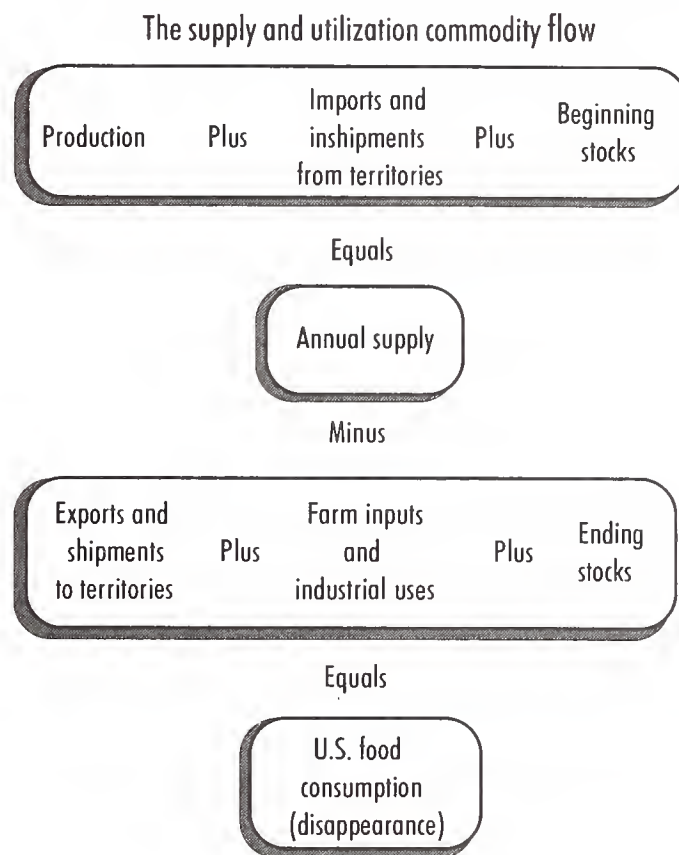 The supply and utilization commodity flow
Production Plus Imports and inshipments from territories Plus Beginning stocks
Equals
Annual supply
Minus
Exports and shipments to territories Plus Farm inputs and industrial uses Plus Ending stocks
Equals
U.S. food
consumption
(disappearance)